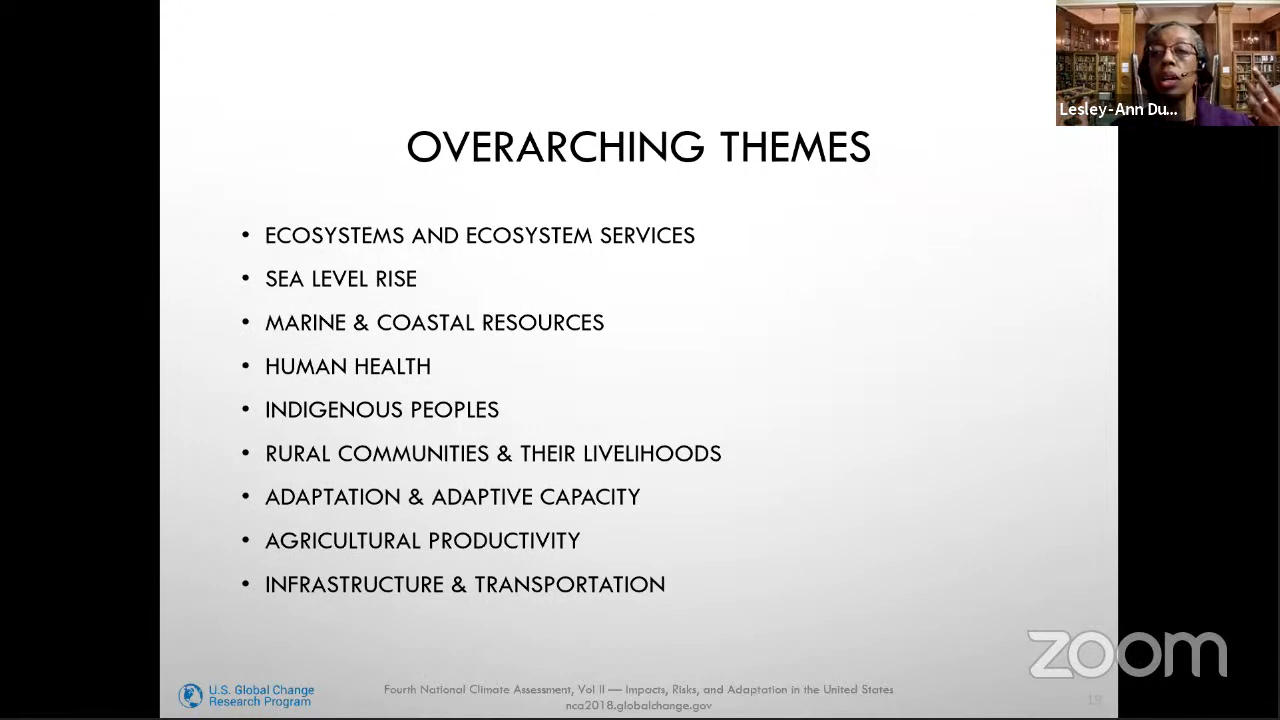 Lesley-Ann Du...
OVERARCHING THEMES
• ECOSYSTEMS AND ECOSYSTEM SERVICES
• SEA LEVEL RISE
• MARINE & COASTAL RESOURCES
• HUMAN HEALTH
• INDIGENOUS PEOPLES
• RURAL COMMUNITIES & THEIR LIVELIHOODS
• ADAPTATION & ADAPTIVE CAPACITY
• AGRICULTURAL PRODUCTIVITY
• INFRASTRUCTURE & TRANSPORTATION
zoom
U.S. Global Change
Research Program
Fourth National Climate Assessment, Vol II — Impacts, Risks, and Adaptation in the United States
nca2018.globalchange.gov
19